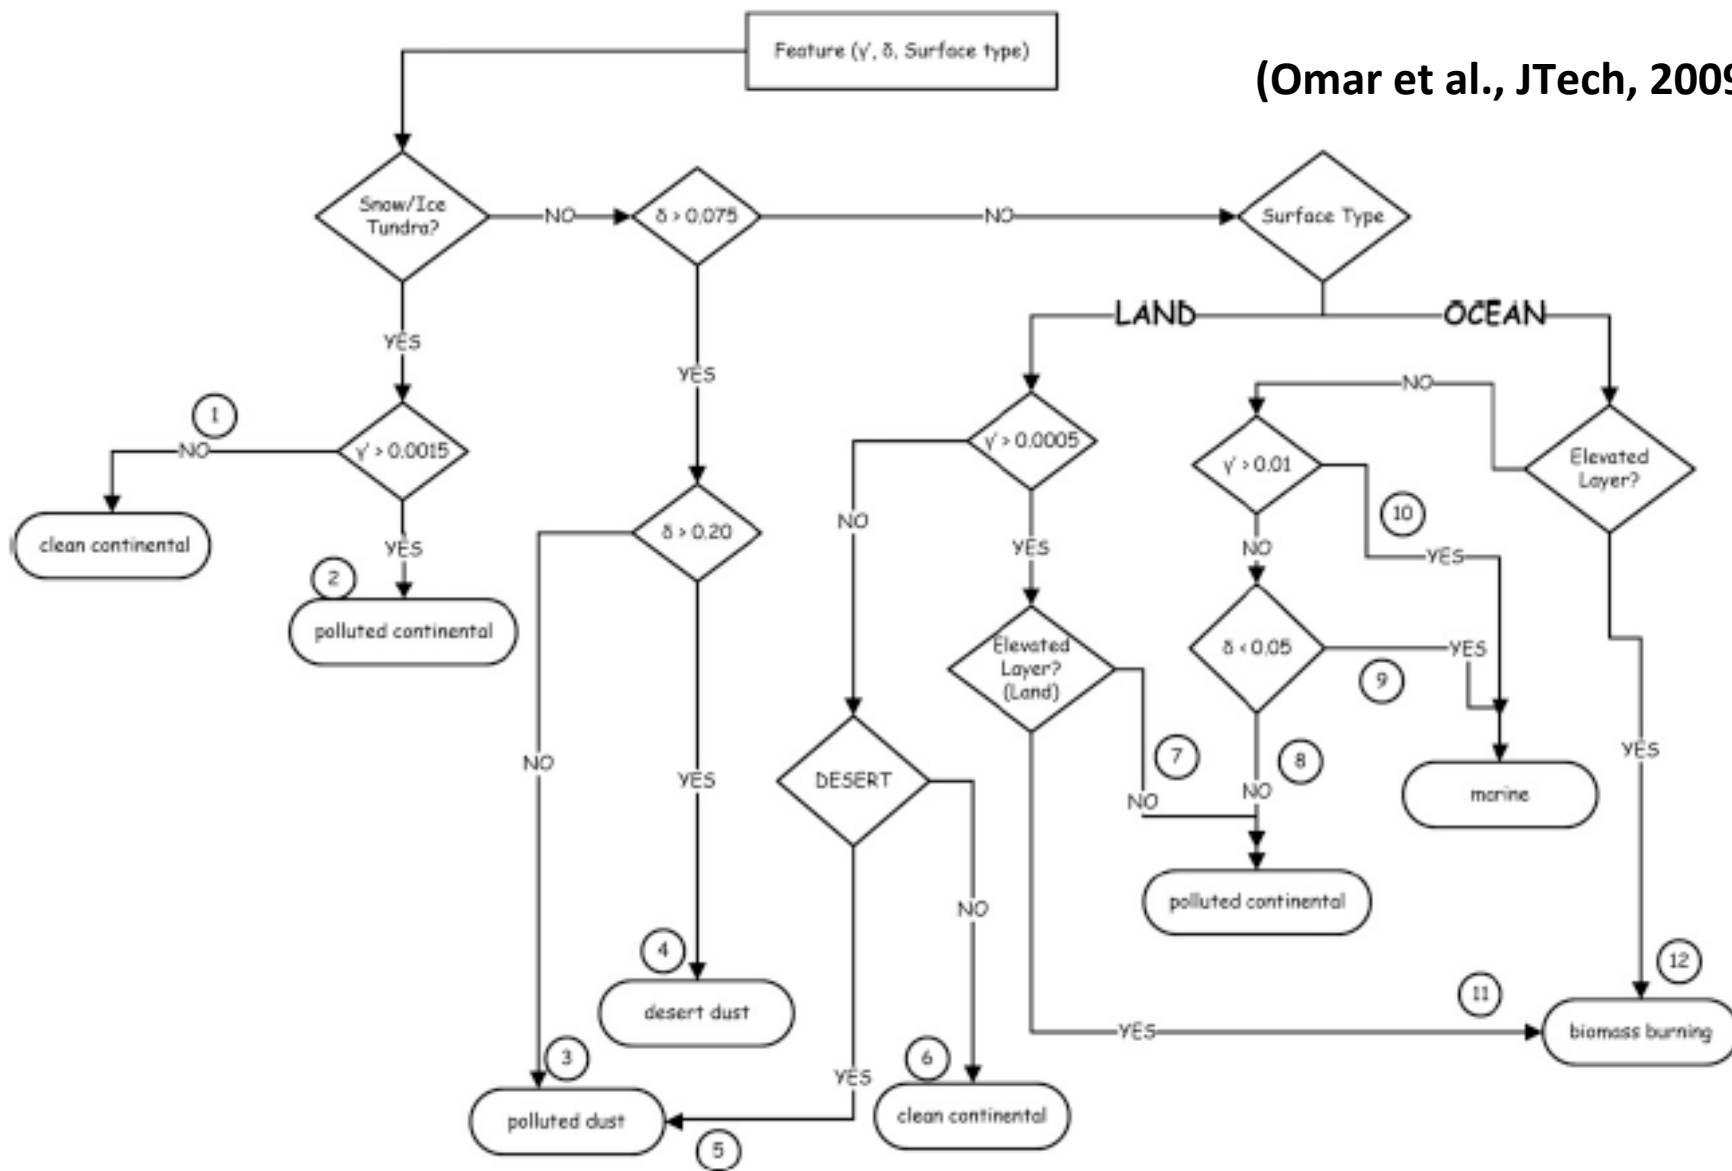 Feature (γ', δ, Surface type)
(Omar et al., JTech, 2009
Snow/Ice
Tundra?
NO
δ > 0.075
NO
Surface Type
LAND
OCEAN
YES
YES
NO
1
NO
γ' > 0.0015
γ' > 0.0005
γ' > 0.01
Elevated
Layer?
10
clean continental
YES
δ > 0.20
NO
YES
NO
YES
2
polluted continental
Elevated
Layer?
(Land)
δ < 0.05
YES
9
NO
YES
DESERT
7
8
NO
NO
YES
marine
polluted continental
NO
4
desert dust
12
11
YES
biomass burning
3
YES
6
polluted dust
clean continental
5